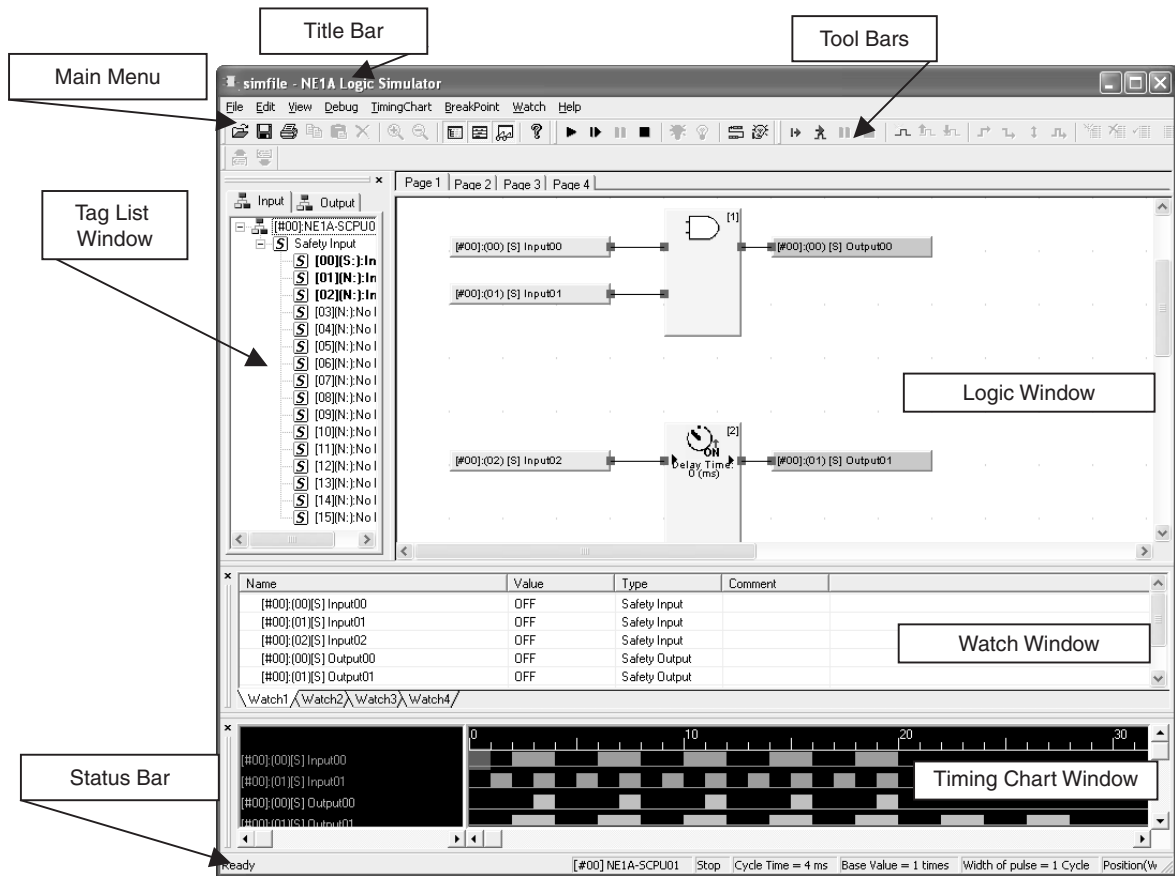 Title Bar
Tool Bars
Main Menu
simfile - NE1A Logic Simulator
File Edit View Debug TimingChart BreakPoint Watch Help
Tag List Window
Input Output
Page 1 Page 2 Page 3 Page 4
[#00]:NE1A-SCPU0
Safety Input
[00](S:):In
[01](N:):In
[02](N:):In
[03](N:):No
[04](N:):No
[05](N:):No
[06](N:):No
[07](N:):No
[08](N:):No
[09](N:):No
[10](N:):No
[11](N:):No
[12](N:):No
[13](N:):No
[14](N:):No
[15](N:):No
[1]
[#00]:(00) [S] Input00
[#00]:(00) [S] Output00
[#00]:(01) [S] Input01
Logic Window
[2]
ON
[#00]:(02) [S] Input02
Delay Time:
0 (ms)
[#00]:(01) [S] Output01
Name Value Type Comment
[#00]:(00)[S] Input00 OFF Safety Input
[#00]:(01)[S] Input01 OFF Safety Input
[#00]:(02)[S] Input02 OFF Safety Input
[#00]:(00)[S] Output00 OFF Safety Output
[#00]:(01)[S] Output01 OFF Safety Output
Watch Window
Watch1 Watch2 Watch3 Watch4
0 10 20 30
[#00]:(00)[S] Input00
[#00]:(01)[S] Input01
[#00]:(00)[S] Output00
[#00]:(01)[S] Output01
Timing Chart Window
Status Bar
Ready
[#00] NE1A-SCPU01 Stop Cycle Time = 4 ms Base Value = 1 times Width of pulse = 1 Cycle Position(W